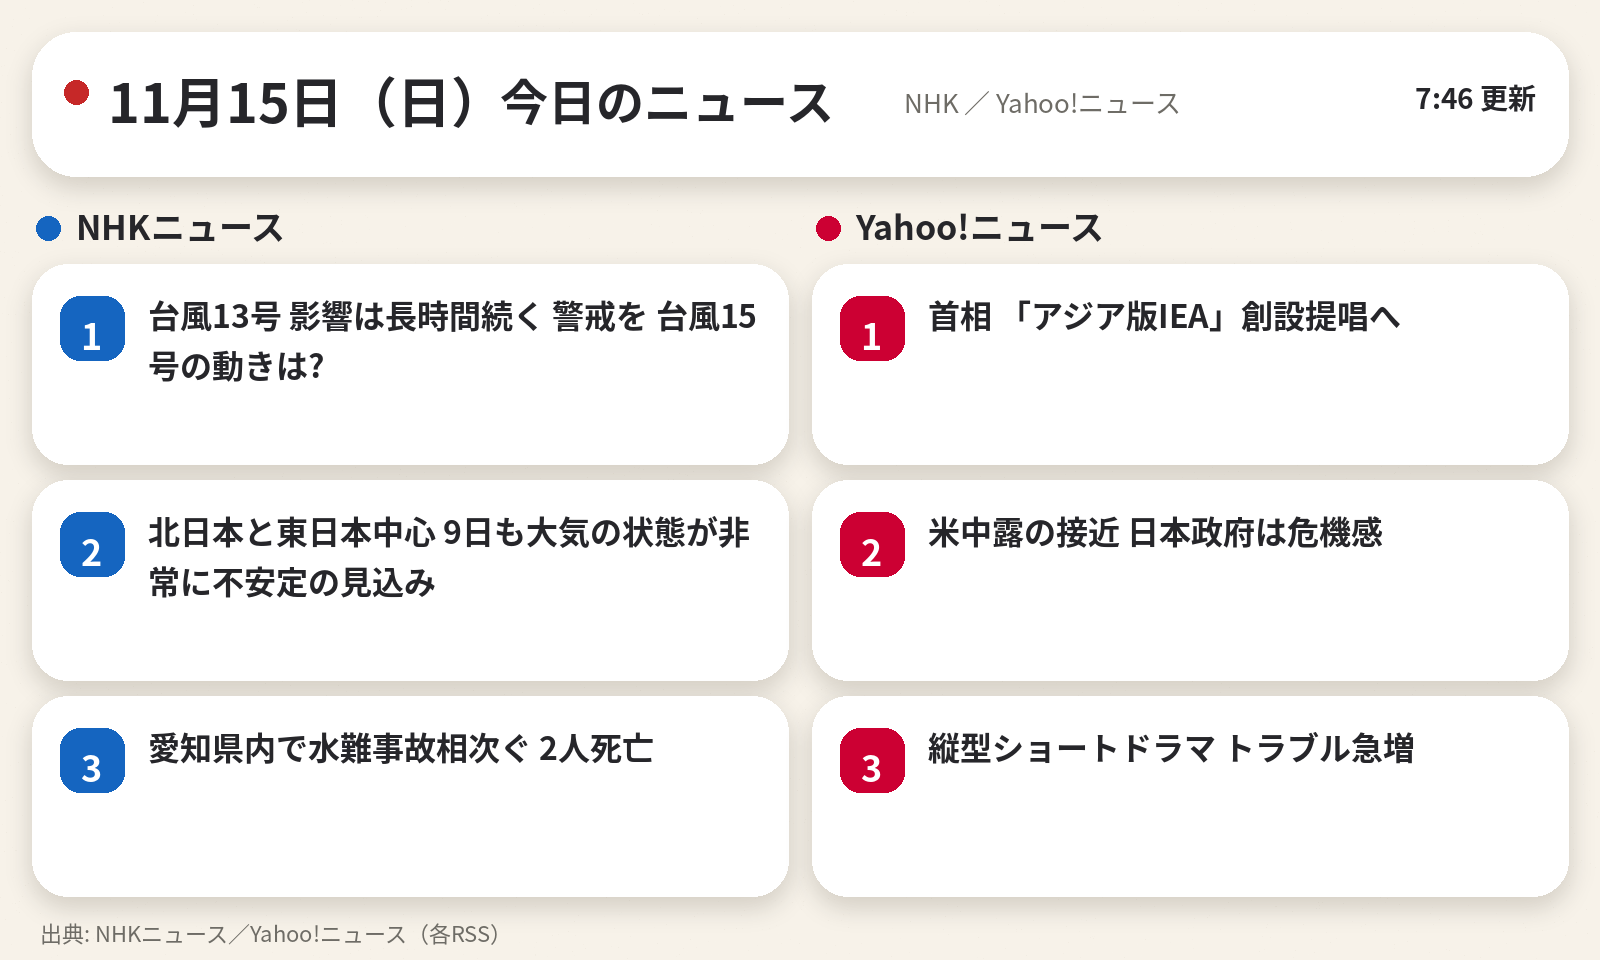 11月15日（日）今日のニュース
NHK ／ Yahoo!ニュース
7:46 更新
NHKニュース
1
台風13号 影響は長時間続く 警戒を 台風15
号の動きは?
2
北日本と東日本中心 9日も大気の状態が非
常に不安定の見込み
3
愛知県内で水難事故相次ぐ 2人死亡
Yahoo!ニュース
1
首相 「アジア版IEA」創設提唱へ
2
米中露の接近 日本政府は危機感
3
縦型ショートドラマ トラブル急増
出典: NHKニュース／Yahoo!ニュース（各RSS）